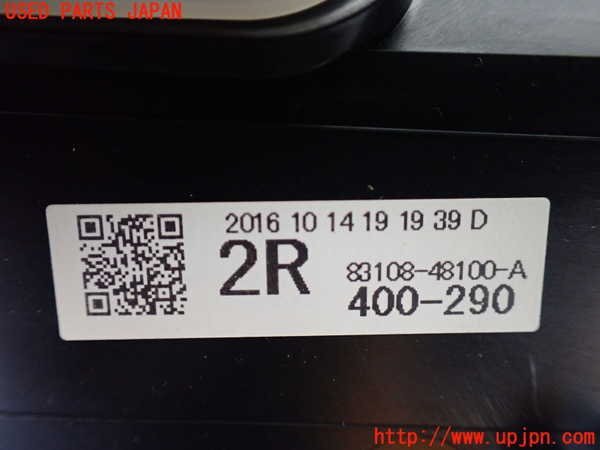 USED PARTS JAPAN
2016 10 14 19 19 39 D
2R
83108-48100-A
400-290
http://www.upjpn.com/